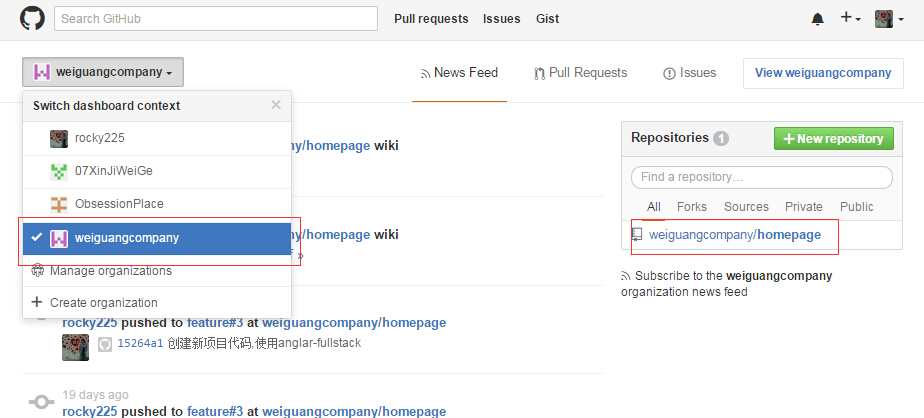 Search GitHub
Pull requests Issues Gist
weiguangcompany
News Feed Pull Requests Issues View weiguangcompany
Switch dashboard context
rocky225
07XinJiWeiGe
ObsessionPlace
weiguangcompany
Manage organizations
Create organization
/homepage wiki
/homepage wiki
»
rocky225 pushed to feature#3 at weiguangcompany/homepage
15264a1 创建新项目代码,使用anglar-fullstack
19 days ago
rocky225 pushed to feature#3 at weiguangcompany/homepage
Repositories 1 New repository
Find a repository…
All Forks Sources Private Public
weiguangcompany/homepage
Subscribe to the weiguangcompany
organization news feed